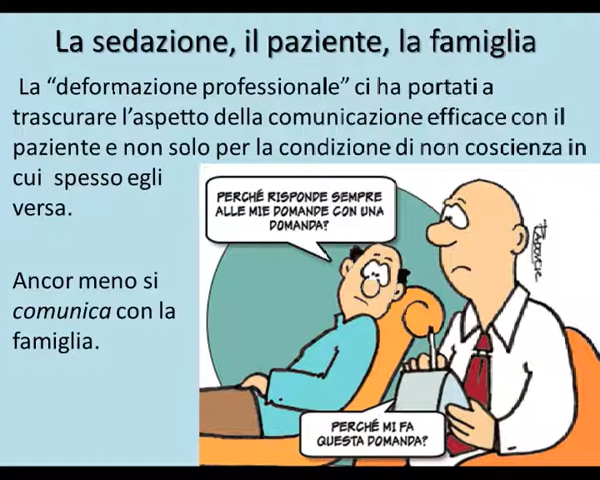 La sedazione, il paziente, la famiglia
La “deformazione professionale” ci ha portati a
trascurare l’aspetto della comunicazione efficace con il
paziente e non solo per la condizione di non coscienza in
cui spesso egli
versa.
PERCHÉ RISPONDE SEMPRE
ALLE MIE DOMANDE CON UNA
DOMANDA?
Ancor meno si
comunica con la
famiglia.
PERCHÉ MI FA
QUESTA DOMANDA?